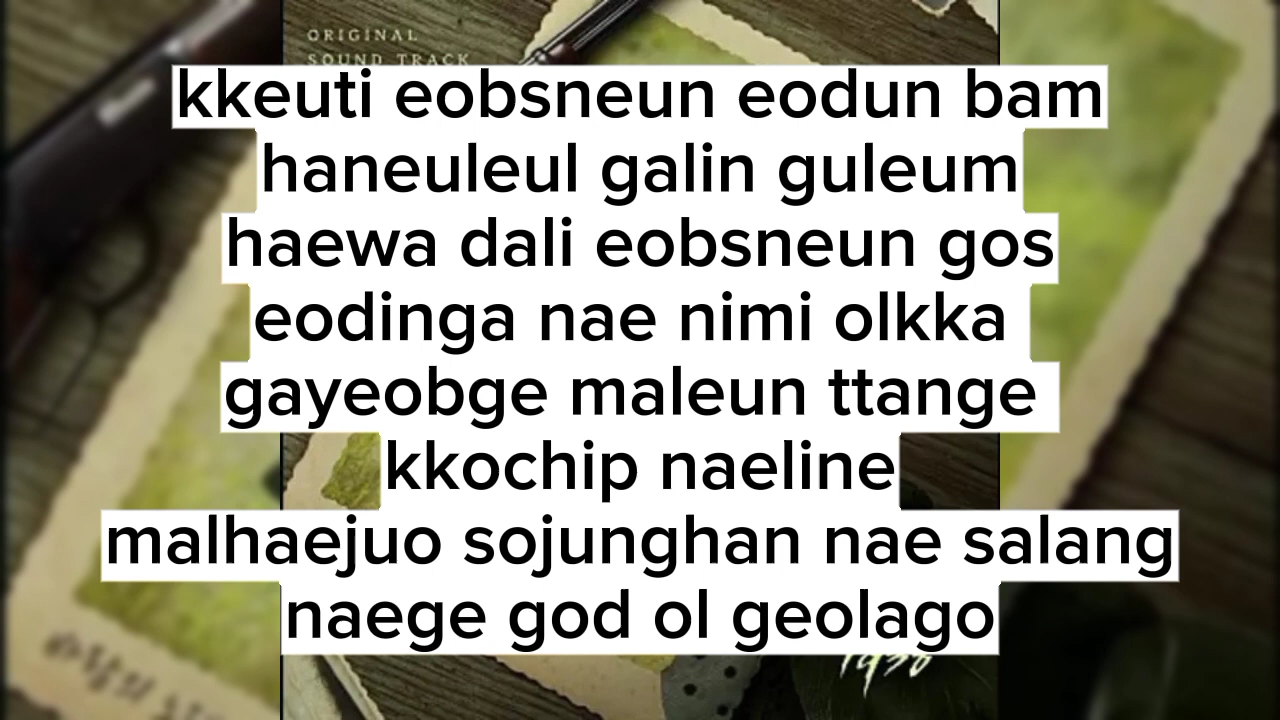 ORIGINAL
SOUND TRACK
kkeuti eobsneun eodun bam
haneuleul galin guleum
haewa dali eobsneun gos
eodinga nae nimi olkka
gayeobge maleun ttange
kkochip naeline
malhaejuo sojunghan nae salang
naege god ol geolago
1938